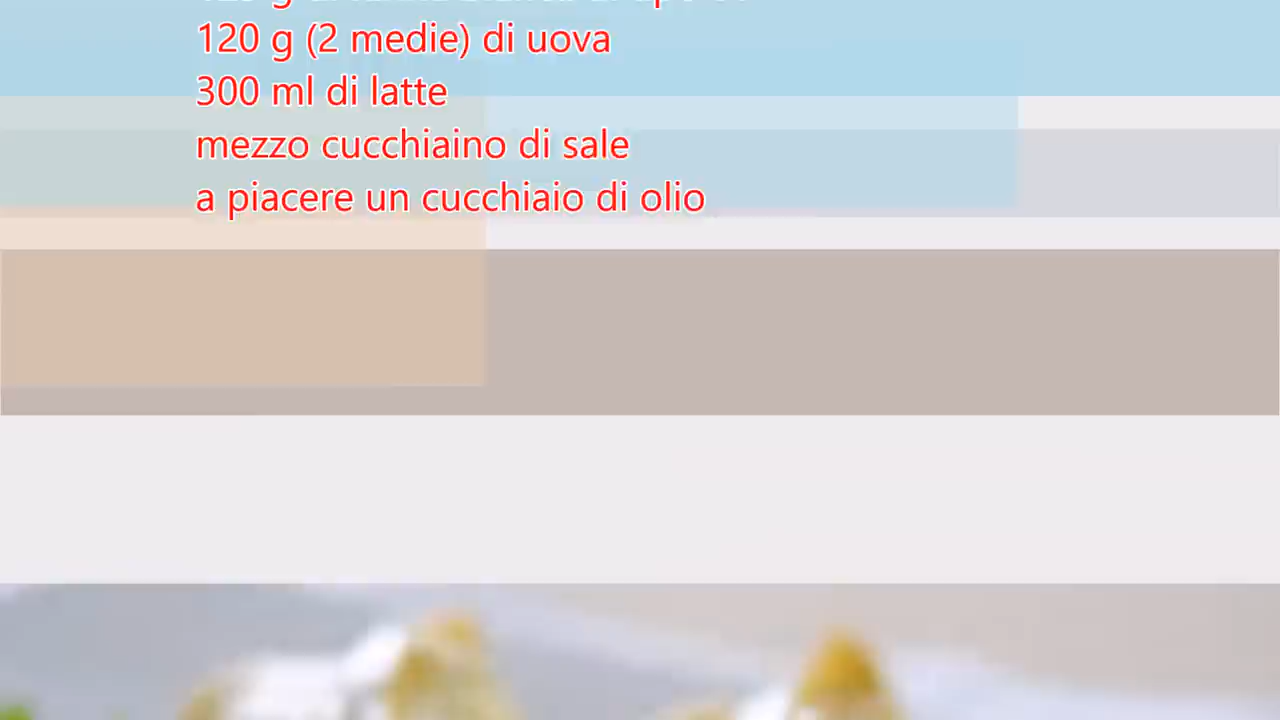 120 g (2 medie) di uova
300 ml di latte
mezzo cucchiaino di sale
a piacere un cucchiaio di olio